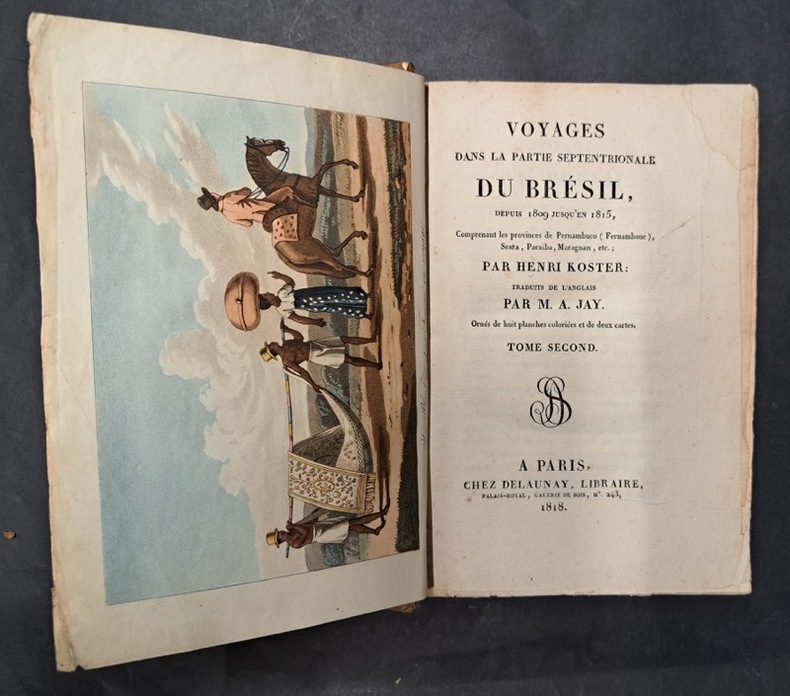 VOYAGES
DANS LA PARTIE SEPTENTRIONALE
DU BRÉSIL,
DEPUIS 1809 JUSQU'EN 1815,
Comprenant les provinces de Pernambuco (Fernambouc),
Seara, Paraïba, Maragnan, etc.;
PAR HENRI KOSTER:
TRADUITS DE L'ANGLAIS
PAR M. A. JAY.
Ornés de huit planches coloriées et de deux cartes.
TOME SECOND.
A PARIS,
CHEZ DELAUNAY, LIBRAIRE,
PALAIS-ROYAL, GALERIE DE BOIS, n°. 243,
1818.